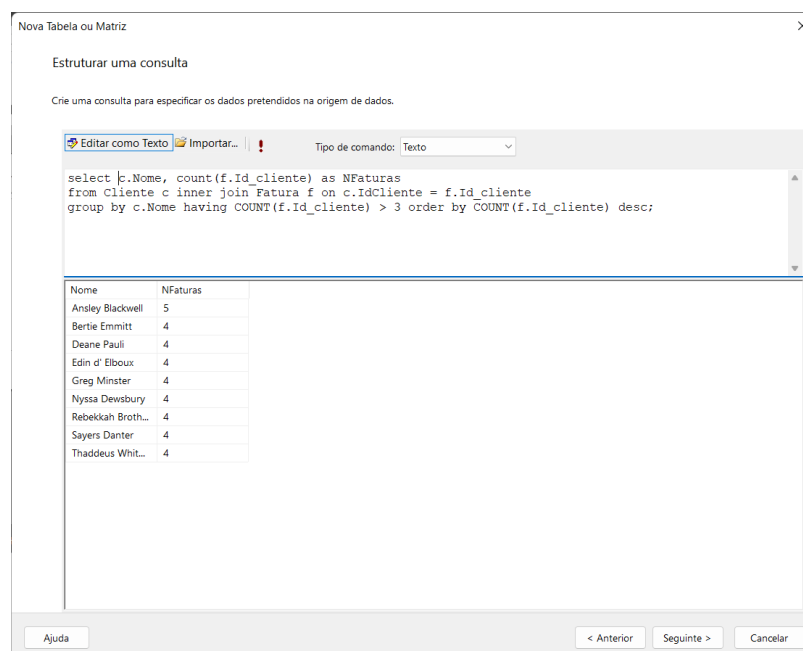 Nova Tabela ou Matriz
Estruturar uma consulta
Crie uma consulta para especificar os dados pretendidos na origem de dados.
Editar como Texto Importar... Tipo de comando: Texto
select c.Nome, count(f.Id_cliente) as NFaturas
from Cliente c inner join Fatura f on c.IdCliente = f.Id_cliente
group by c.Nome having COUNT(f.Id_cliente) > 3 order by COUNT(f.Id_cliente) desc;
Nome NFaturas
Ansley Blackwell 5
Bertie Emmitt 4
Deane Pauli 4
Edin d' Elboux 4
Greg Minster 4
Nyssa Dewsbury 4
Rebekkah Broth... 4
Sayers Danter 4
Thaddeus Whit... 4
Ajuda < Anterior Seguinte > Cancelar